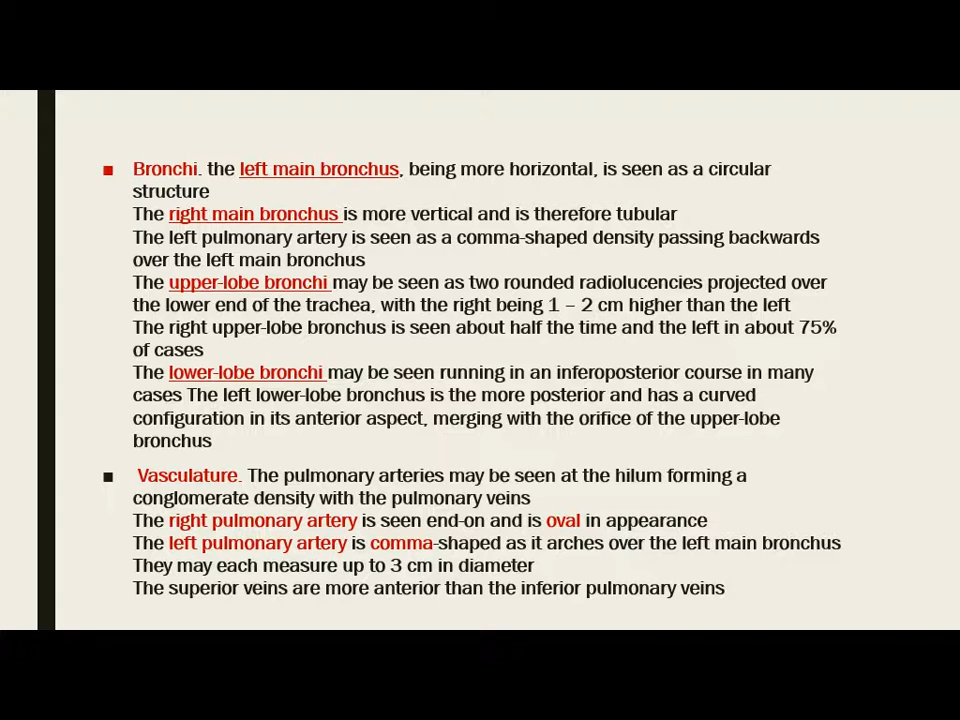 Bronchi. the left main bronchus, being more horizontal, is seen as a circular
structure
The right main bronchus is more vertical and is therefore tubular
The left pulmonary artery is seen as a comma-shaped density passing backwards
over the left main bronchus
The upper-lobe bronchi may be seen as two rounded radiolucencies projected over
the lower end of the trachea, with the right being 1 – 2 cm higher than the left
The right upper-lobe bronchus is seen about half the time and the left in about 75%
of cases
The lower-lobe bronchi may be seen running in an inferoposterior course in many
cases The left lower-lobe bronchus is the more posterior and has a curved
configuration in its anterior aspect, merging with the orifice of the upper-lobe
bronchus
Vasculature. The pulmonary arteries may be seen at the hilum forming a
conglomerate density with the pulmonary veins
The right pulmonary artery is seen end-on and is oval in appearance
The left pulmonary artery is comma-shaped as it arches over the left main bronchus
They may each measure up to 3 cm in diameter
The superior veins are more anterior than the inferior pulmonary veins